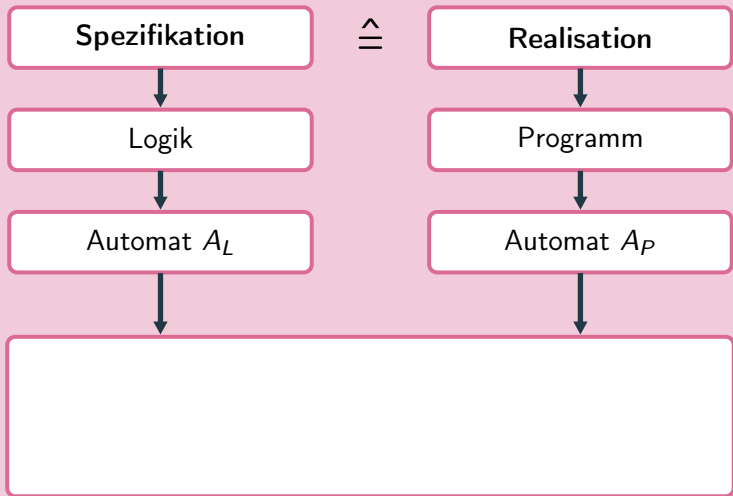 Spezifikation ≙ Realisation
Logik Programm
Automat A_L Automat A_P